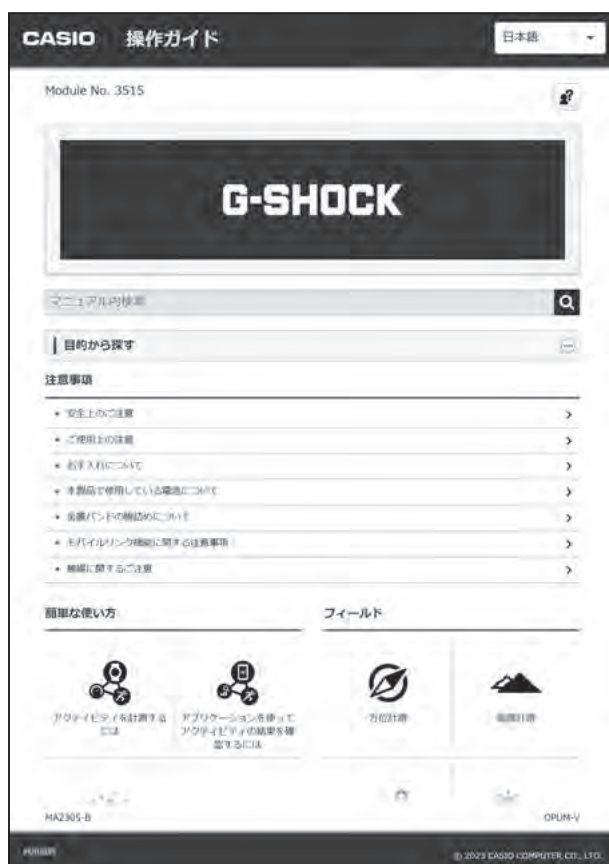 CASIO 操作ガイド
日本語
Module No. 3515
G-SHOCK
マニュアル内検索
目的から探す
注意事項
安全上のご注意
ご使用上の注意
お手入れについて
本製品で使用している電池について
金属バンドの駒詰めについて
モバイルリンク機能に関する注意事項
無線に関するご注意
簡単な使い方
フィールド
アクティビティを計測する
には
アプリケーションを使って
アクティビティの結果を確
認するには
方位計測
高度計測
MA2305-B
OPUM-V
© 2023 CASIO COMPUTER CO., LTD.